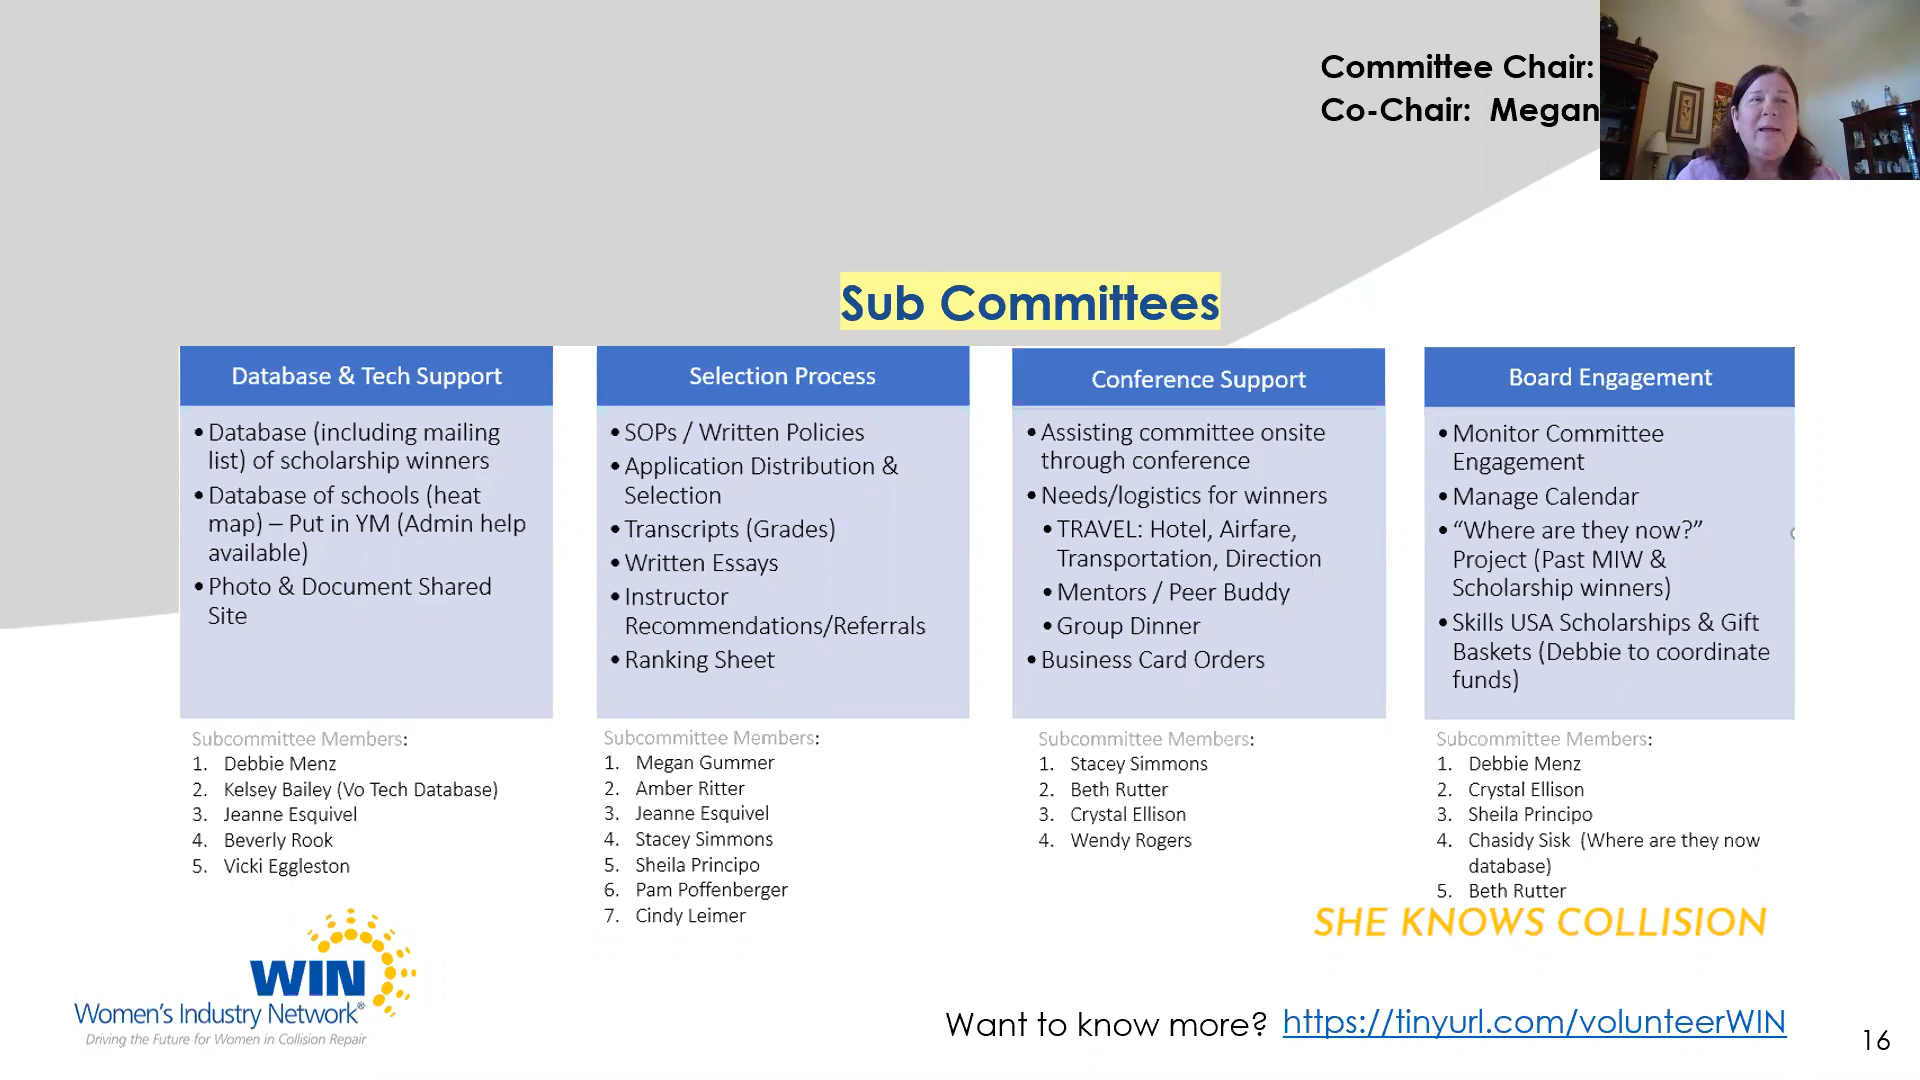 Committee Chair:
Co-Chair: Megan
Sub Committees
Database & Tech Support
• Database (including mailing
list) of scholarship winners
• Database of schools (heat
map) – Put in YM (Admin help
available)
• Photo & Document Shared
Site
Subcommittee Members:
1. Debbie Menz
2. Kelsey Bailey (Vo Tech Database)
3. Jeanne Esquivel
4. Beverly Rook
5. Vicki Eggleston
Selection Process
• SOPs / Written Policies
• Application Distribution &
Selection
• Transcripts (Grades)
• Written Essays
• Instructor
Recommendations/Referrals
• Ranking Sheet
Subcommittee Members:
1. Megan Gummer
2. Amber Ritter
3. Jeanne Esquivel
4. Stacey Simmons
5. Sheila Principo
6. Pam Poffenberger
7. Cindy Leimer
Conference Support
• Assisting committee onsite
through conference
• Needs/logistics for winners
• TRAVEL: Hotel, Airfare,
Transportation, Direction
• Mentors / Peer Buddy
• Group Dinner
• Business Card Orders
Subcommittee Members:
1. Stacey Simmons
2. Beth Rutter
3. Crystal Ellison
4. Wendy Rogers
Board Engagement
• Monitor Committee
Engagement
• Manage Calendar
• “Where are they now?”
Project (Past MIW &
Scholarship winners)
• Skills USA Scholarships & Gift
Baskets (Debbie to coordinate
funds)
Subcommittee Members:
1. Debbie Menz
2. Crystal Ellison
3. Sheila Principo
4. Chasidy Sisk (Where are they now
database)
5. Beth Rutter
SHE KNOWS COLLISION
WIN
Women's Industry Network®
Driving the Future for Women in Collision Repair
Want to know more? https://tinyurl.com/volunteerWIN
16